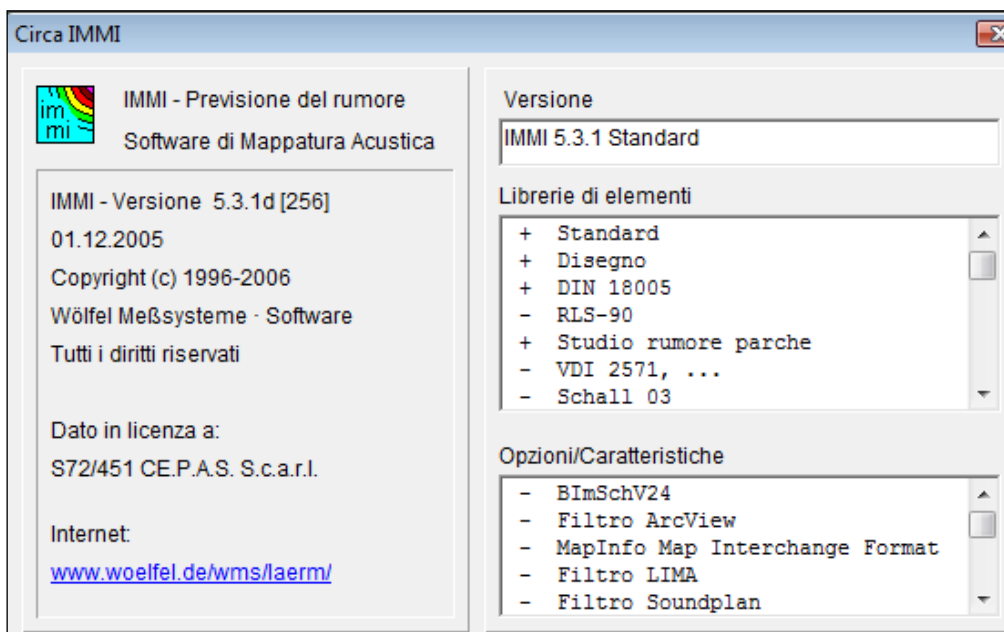 Circa IMMI
im
mi
IMMI - Previsione del rumore
Software di Mappatura Acustica
IMMI - Versione 5.3.1d [256]
01.12.2005
Copyright (c) 1996-2006
Wölfel Meßsysteme · Software
Tutti i diritti riservati
Dato in licenza a:
S72/451 CE.P.A.S. S.c.a.r.l.
Internet:
www.woelfel.de/wms/laerm/
Versione
IMMI 5.3.1 Standard
Librerie di elementi
+ Standard
+ Disegno
+ DIN 18005
- RLS-90
+ Studio rumore parche
- VDI 2571, ...
- Schall 03
Opzioni/Caratteristiche
- BImSchV24
- Filtro ArcView
- MapInfo Map Interchange Format
- Filtro LIMA
- Filtro Soundplan